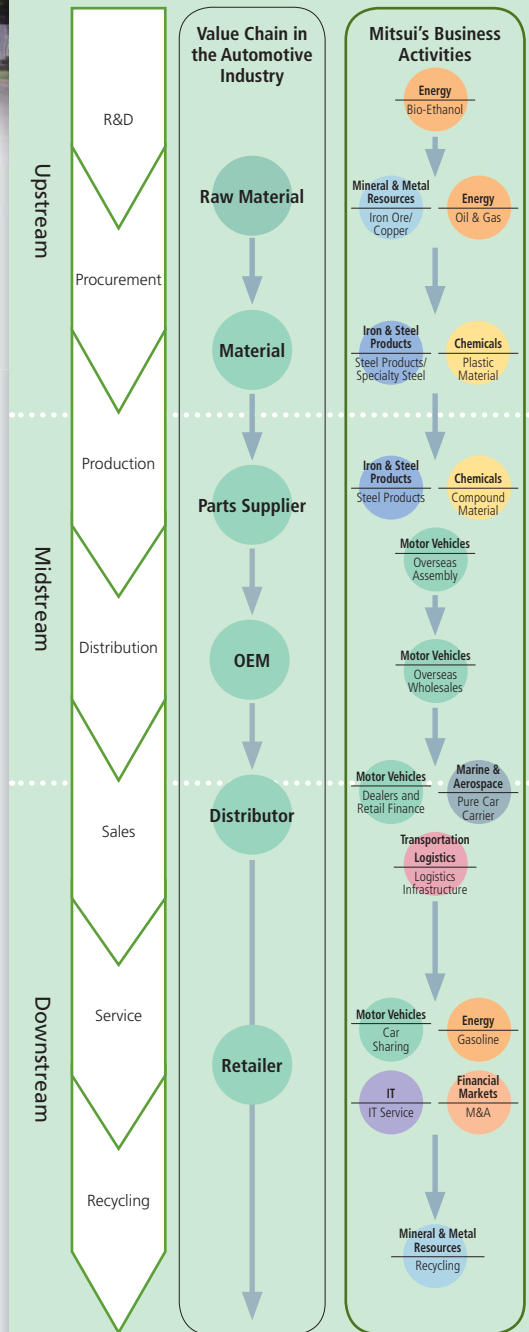 Upstream
Midstream
Downstream
R&D
Procurement
Production
Distribution
Sales
Service
Recycling
Value Chain in
the Automotive
Industry
Raw Material
Material
Parts Supplier
OEM
Distributor
Retailer
Mitsui's Business
Activities
Energy
Bio-Ethanol
Mineral & Metal
Resources
Iron Ore/
Copper
Energy
Oil & Gas
Iron & Steel
Products
Steel Products/
Specialty Steel
Chemicals
Plastic
Material
Iron & Steel
Products
Steel Products
Chemicals
Compound
Material
Motor Vehicles
Overseas
Assembly
Motor Vehicles
Overseas
Wholesales
Motor Vehicles
Dealers and
Retail Finance
Marine &
Aerospace
Pure Car
Carrier
Transportation
Logistics
Logistics
Infrastructure
Motor Vehicles
Car
Sharing
Energy
Gasoline
IT
IT Service
Financial
Markets
M&A
Mineral & Metal
Resources
Recycling